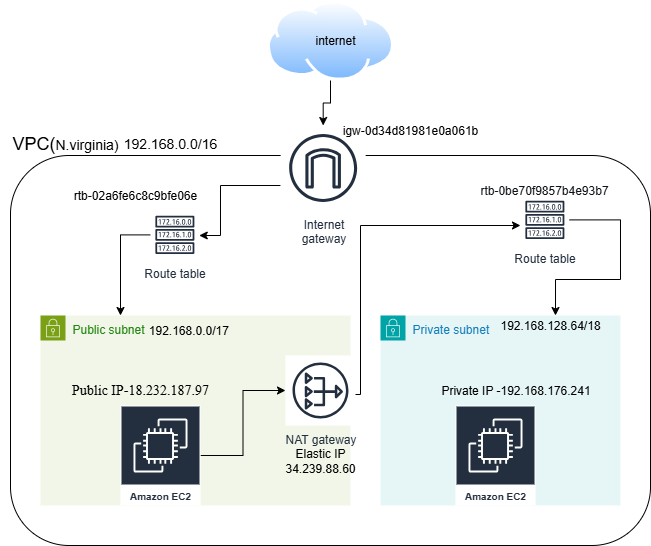 internet
igw-0d34d81981e0a061b
VPC(N.virginia) 192.168.0.0/16
rtb-02a6fe6c8c9bfe06e
rtb-0be70f9857b4e93b7
172.16.0.0
172.16.1.0
172.16.2.0
Route table
Internet
gateway
172.16.0.0
172.16.1.0
172.16.2.0
Route table
Public subnet 192.168.0.0/17
Private subnet 192.168.128.64/18
Public IP-18.232.187.97
Private IP -192.168.176.241
NAT gateway
Elastic IP
34.239.88.60
Amazon EC2
Amazon EC2